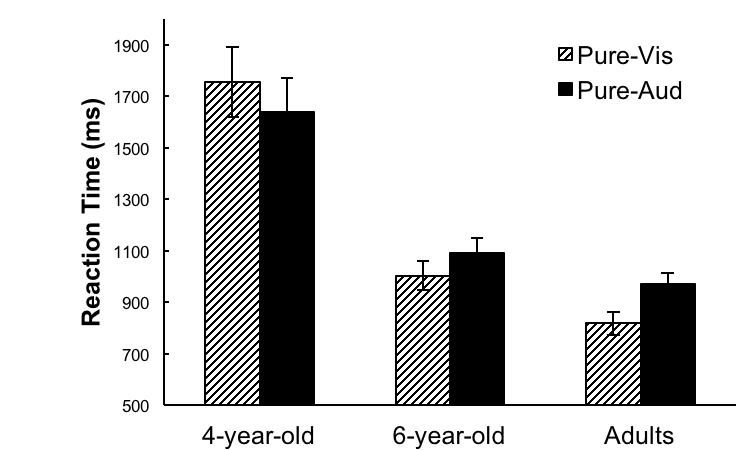 Reaction Time (ms)
1900
1700
1500
1300
1100
900
700
500
Pure-Vis
Pure-Aud
4-year-old
6-year-old
Adults